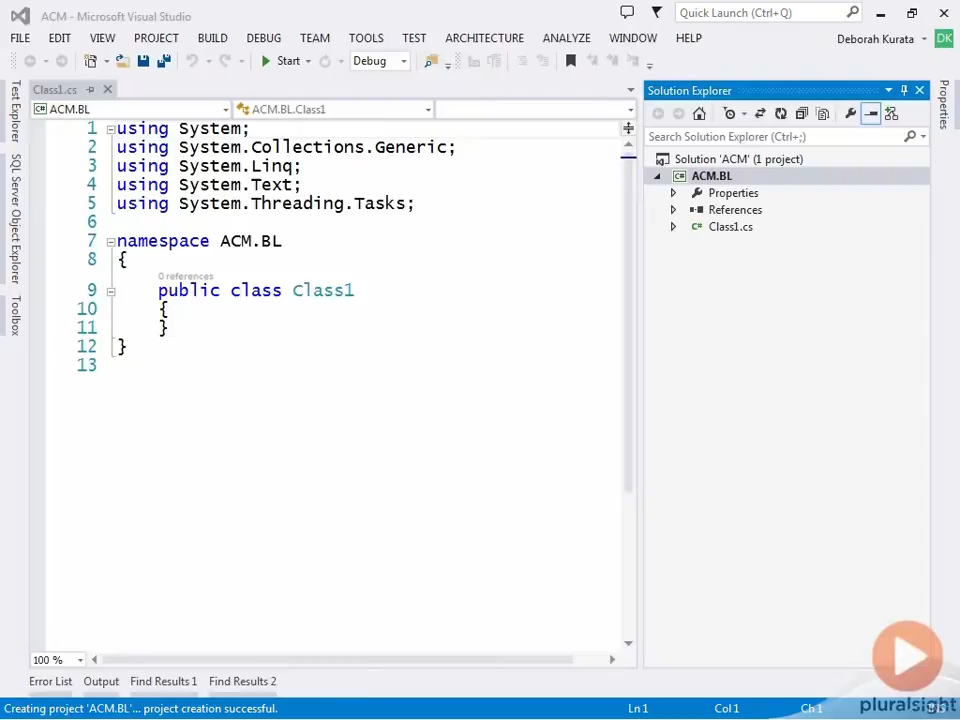 ACM - Microsoft Visual Studio
Quick Launch (Ctrl+Q)
FILE EDIT VIEW PROJECT BUILD DEBUG TEAM TOOLS TEST ARCHITECTURE ANALYZE WINDOW HELP
Deborah Kurata DK
Start Debug
Test Explorer
SQL Server Object Explorer
Toolbox
Class1.cs
ACM.BL ACM.BL.Class1
1 using System;
2 using System.Collections.Generic;
3 using System.Linq;
4 using System.Text;
5 using System.Threading.Tasks;
6
7 namespace ACM.BL
8 {
0 references
9 public class Class1
10 {
11 }
12 }
13
100 %
Solution Explorer
Search Solution Explorer (Ctrl+;)
Solution 'ACM' (1 project)
ACM.BL
Properties
References
Class1.cs
Properties
Error List Output Find Results 1 Find Results 2
Creating project 'ACM.BL'... project creation successful.
Ln 1 Col 1 Ch 1
pluralsight